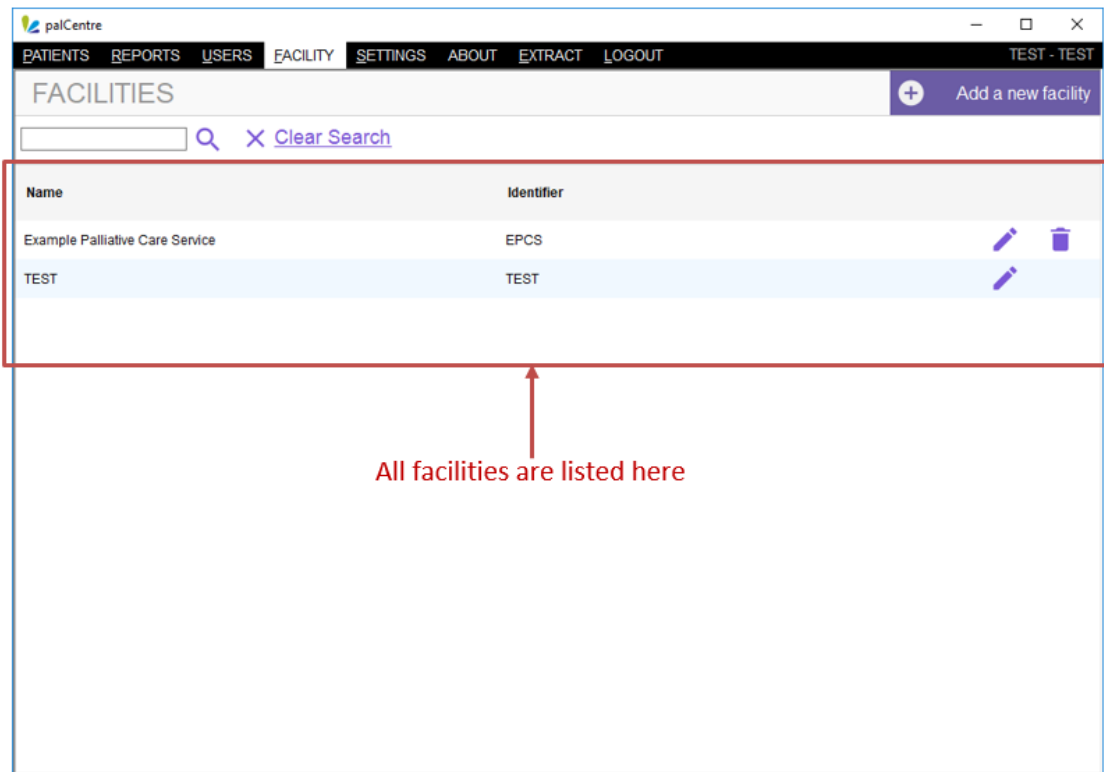 palCentre
PATIENTS REPORTS USERS FACILITY SETTINGS ABOUT EXTRACT LOGOUT TEST - TEST
FACILITIES Add a new facility
Clear Search
Name Identifier
Example Palliative Care Service EPCS
TEST TEST
All facilities are listed here